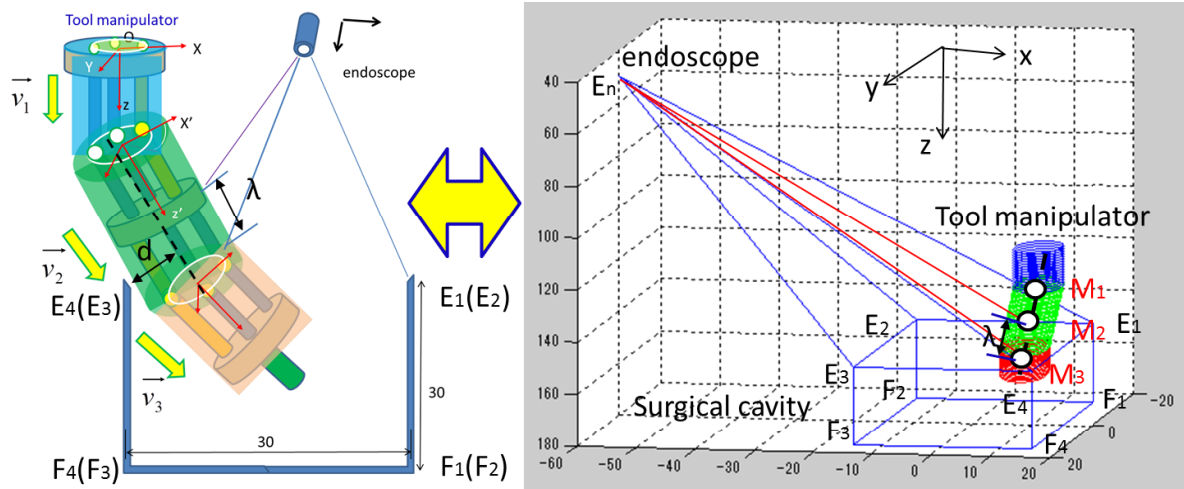 Tool manipulator
O
X
Y
z
v₁
X'
z'
λ
d
v₂
v₃
endoscope
E4(E3)
E1(E2)
30
30
F4(F3)
F1(F2)
endoscope
En
x
y
z
Tool manipulator
M1
M2
M3
λ
E2
E1
E3
E4
F2
F1
F3
F4
Surgical cavity
40
60
80
100
120
140
160
180
-60
-50
-40
-30
-20
-10
0
10
20
20
0
-20